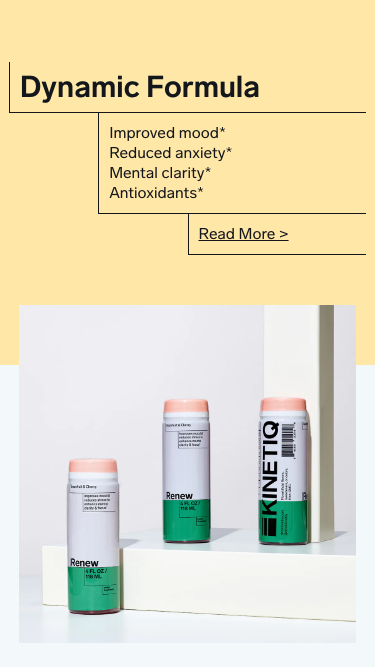 Dynamic Formula
Improved mood*
Reduced anxiety*
Mental clarity*
Antioxidants*
Read More >
Renew
4 FL OZ /
118 ML
Renew
4 FL OZ /
118 ML
KINETIQ